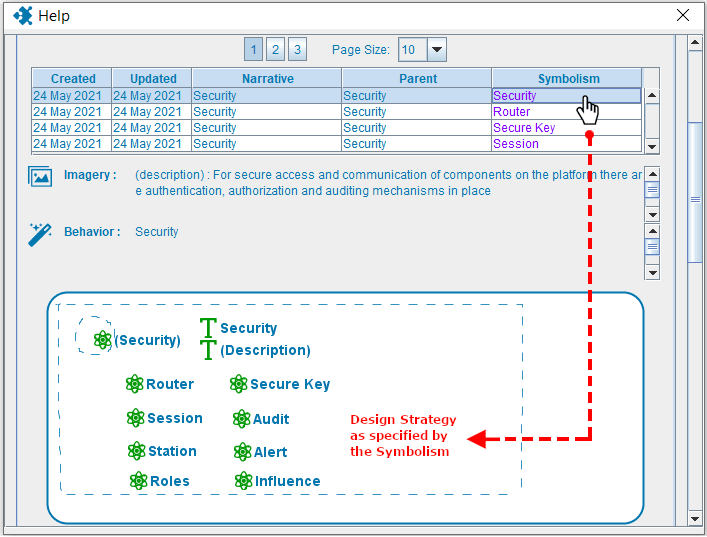 Help
1 2 3 Page Size: 10
Created Updated Narrative Parent Symbolism
24 May 2021 24 May 2021 Security Security Security
24 May 2021 24 May 2021 Security Security Router
24 May 2021 24 May 2021 Security Security Secure Key
24 May 2021 24 May 2021 Security Security Session
Imagery : (description) : For secure access and communication of components on the platform there ar
e authentication, authorization and auditing mechanisms in place
Behavior : Security
(Security) T Security
T (Description)
Router Secure Key
Session Audit
Station Alert
Roles Influence
Design Strategy
as specified by
the Symbolism